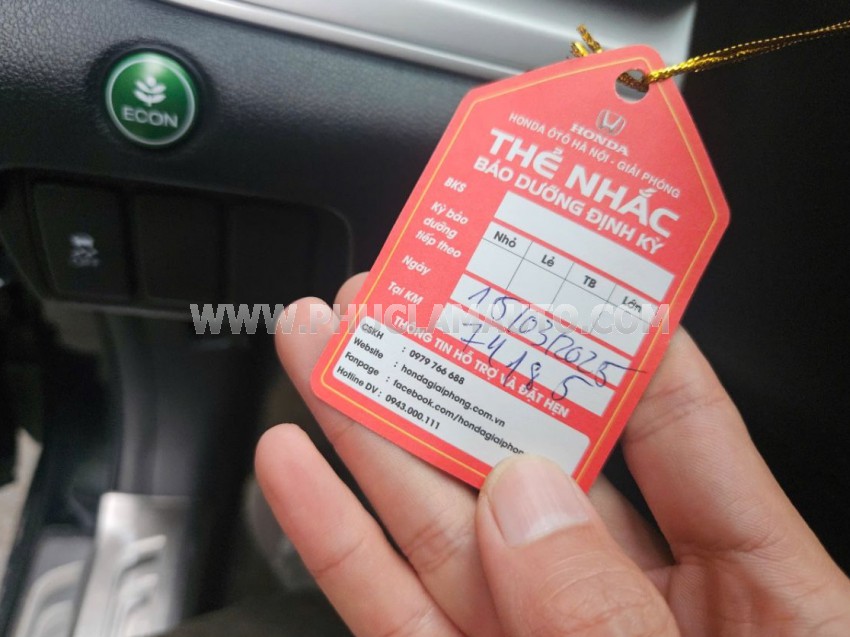 ECON
HONDA
HONDA ÔTÔ HÀ NỘI - GIẢI PHÓNG
THẺ NHẮC
BẢO DƯỠNG ĐỊNH KỲ
BKS
Kỳ bảo dưỡng tiếp theo
Nhỏ Lẻ TB Lớn
Ngày 15/03/2025
Tại KM 74185
THÔNG TIN HỖ TRỢ VÀ ĐẶT HẸN
CSKH : 0979 766 688
Website : hondagiaiphong.com.vn
Fanpage : facebook.com/hondagiaiphong
Hotline DV : 0943.000.111
WWW.PHUCLAMAUTO.COM